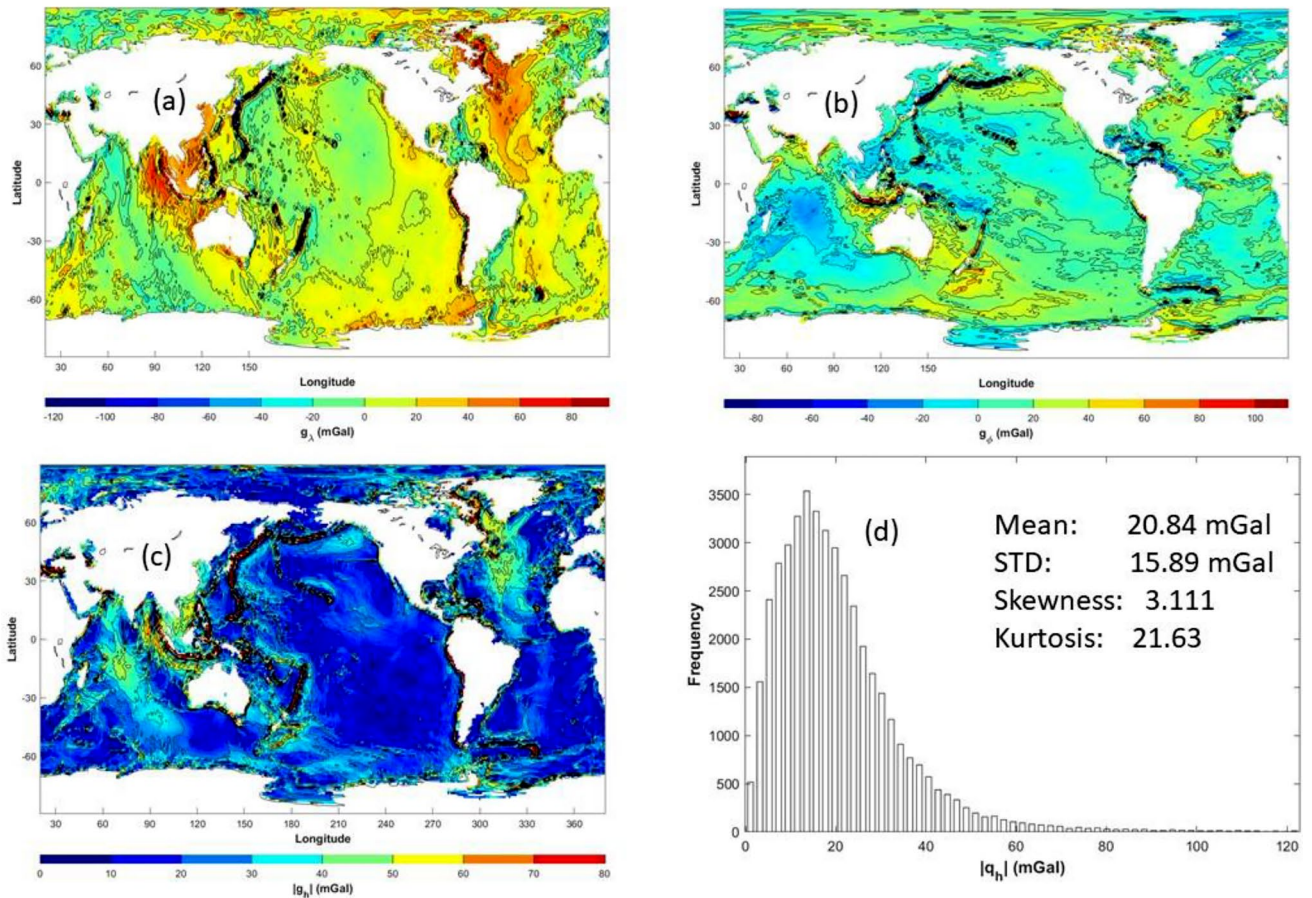 (a)
60
30
0
-30
-60
Latitude
30 60 90 120 150
Longitude
-120 -100 -80 -60 -40 -20 0 20 40 60 80
g_λ (mGal)
(b)
60
30
0
-30
-60
Latitude
30 60 90 120 150
Longitude
-80 -60 -40 -20 0 20 40 60 80 100
g_ϕ (mGal)
(c)
60
30
0
-30
-60
Latitude
30 60 90 120 150 180 210 240 270 300 330 360
Longitude
0 10 20 30 40 50 60 70 80
|g_h| (mGal)
(d)
Mean: 20.84 mGal
STD: 15.89 mGal
Skewness: 3.111
Kurtosis: 21.63
3500
3000
2500
2000
1500
1000
500
0
Frequency
0 20 40 60 80 100 120
|q_h| (mGal)